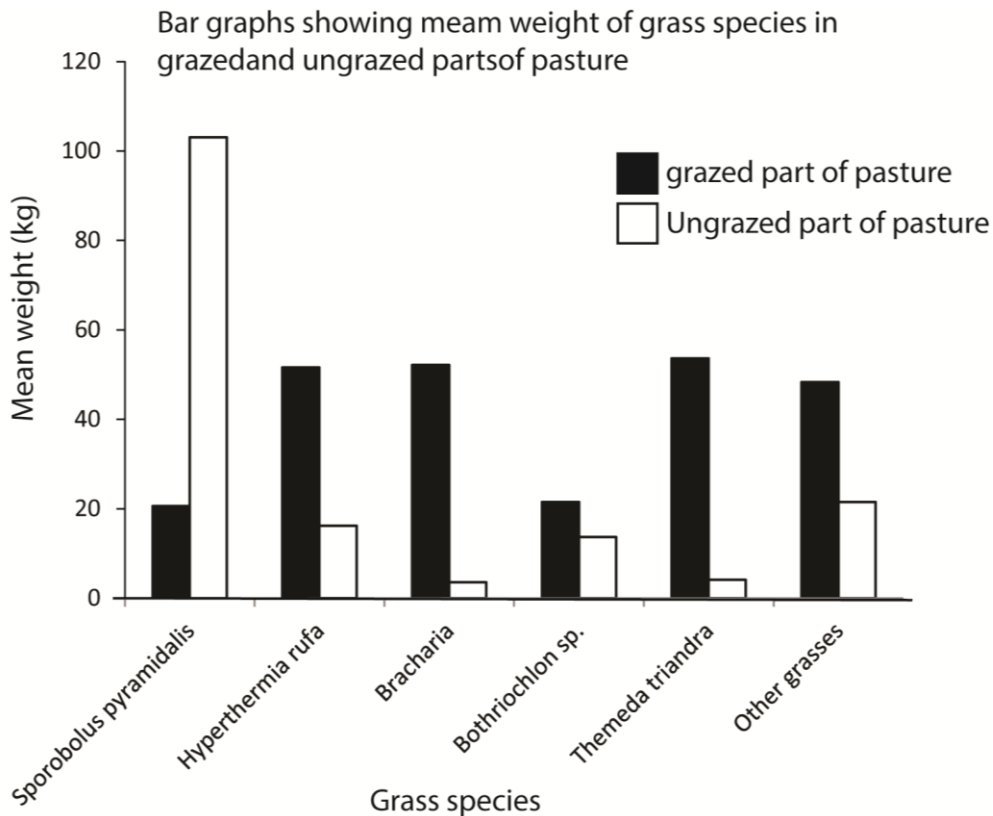 Bar graphs showing meam weight of grass species in
grazedand ungrazed partsof pasture
120
100
80
60
40
20
0
Mean weight (kg)
grazed part of pasture
Ungrazed part of pasture
Sporobolus pyramidalis
Hyperthermia rufa
Bracharia
Bothriochlon sp.
Themeda triandra
Other grasses
Grass species